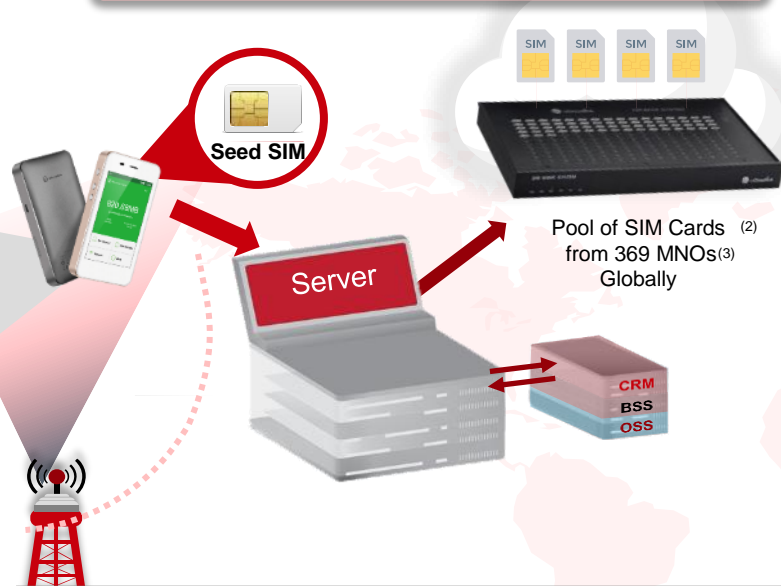 SIM SIM SIM SIM
Seed SIM
Pool of SIM Cards (2)
from 369 MNOs(3)
Globally
Server
CRM
BSS
OSS